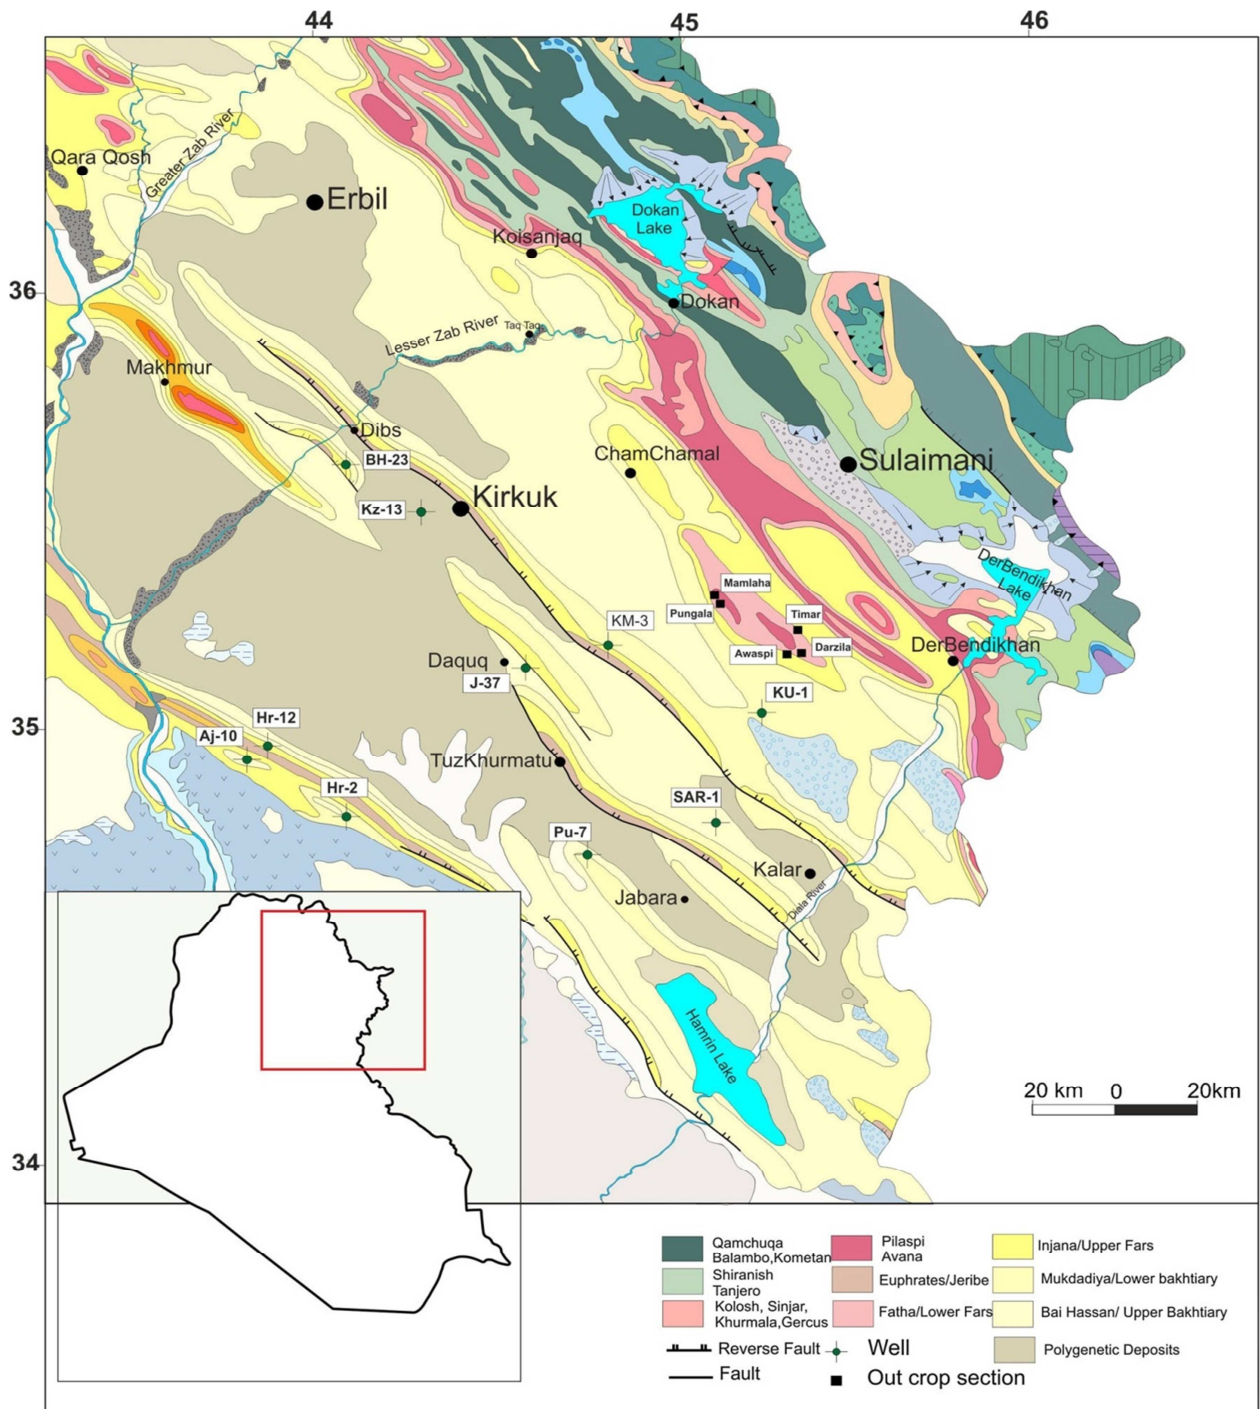 44
45
46
Qara Qosh
Greater Zab River
Erbil
Dokan
Lake
Koisanjaq
36
Dokan
Lesser Zab River
Taq Taq
Makhmur
Dibs
BH-23
ChamChamal
Sulaimani
Kz-13
Kirkuk
DerBendikhan
Lake
Mamlaha
Pungala
Timar
KM-3
Awaspi
Darzila
DerBendikhan
Daquq
J-37
KU-1
35
Hr-12
Aj-10
TuzKhurmatu
Hr-2
SAR-1
Pu-7
Kalar
Jabara
Diala River
Hamrin Lake
20 km 0 20km
34
Qamchuqa
Balambo,Kometan
Shiranish
Tanjero
Kolosh, Sinjar,
Khurmala,Gercus
Reverse Fault
Fault
Pilaspi
Avana
Euphrates/Jeribe
Fatha/Lower Fars
Well
Out crop section
Injana/Upper Fars
Mukdadiya/Lower bakhtiary
Bai Hassan/ Upper Bakhtiary
Polygenetic Deposits